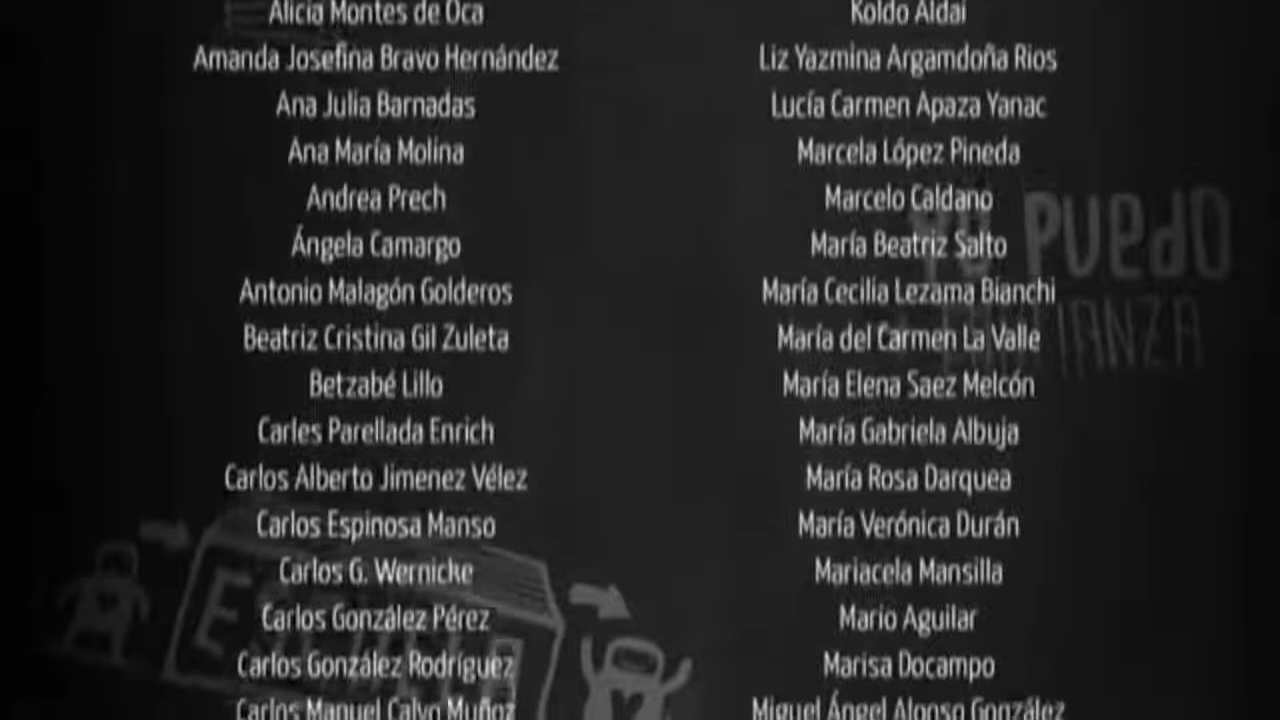 Alicia Montes de Oca
Amanda Josefina Bravo Hernández
Ana Julia Barnadas
Ana María Molina
Andrea Prech
Ángela Camargo
Antonio Malagón Golderos
Beatriz Cristina Gil Zuleta
Betzabé Lillo
Carles Parellada Enrich
Carlos Alberto Jimenez Vélez
Carlos Espinosa Manso
Carlos G. Wernicke
Carlos González Pérez
Carlos González Rodríguez
Carlos Manuel Calvo Muñoz
Koldo Aldai
Liz Yazmina Argamdoña Rios
Lucía Carmen Apaza Yanac
Marcela López Pineda
Marcelo Caldano
María Beatriz Salto
María Cecilia Lezama Bianchi
María del Carmen La Valle
María Elena Saez Melcón
María Gabriela Albuja
María Rosa Darquea
María Verónica Durán
Mariacela Mansilla
Mario Aguilar
Marisa Docampo
Miguel Ángel Alonso González
YO PUEdO
ESCUELA